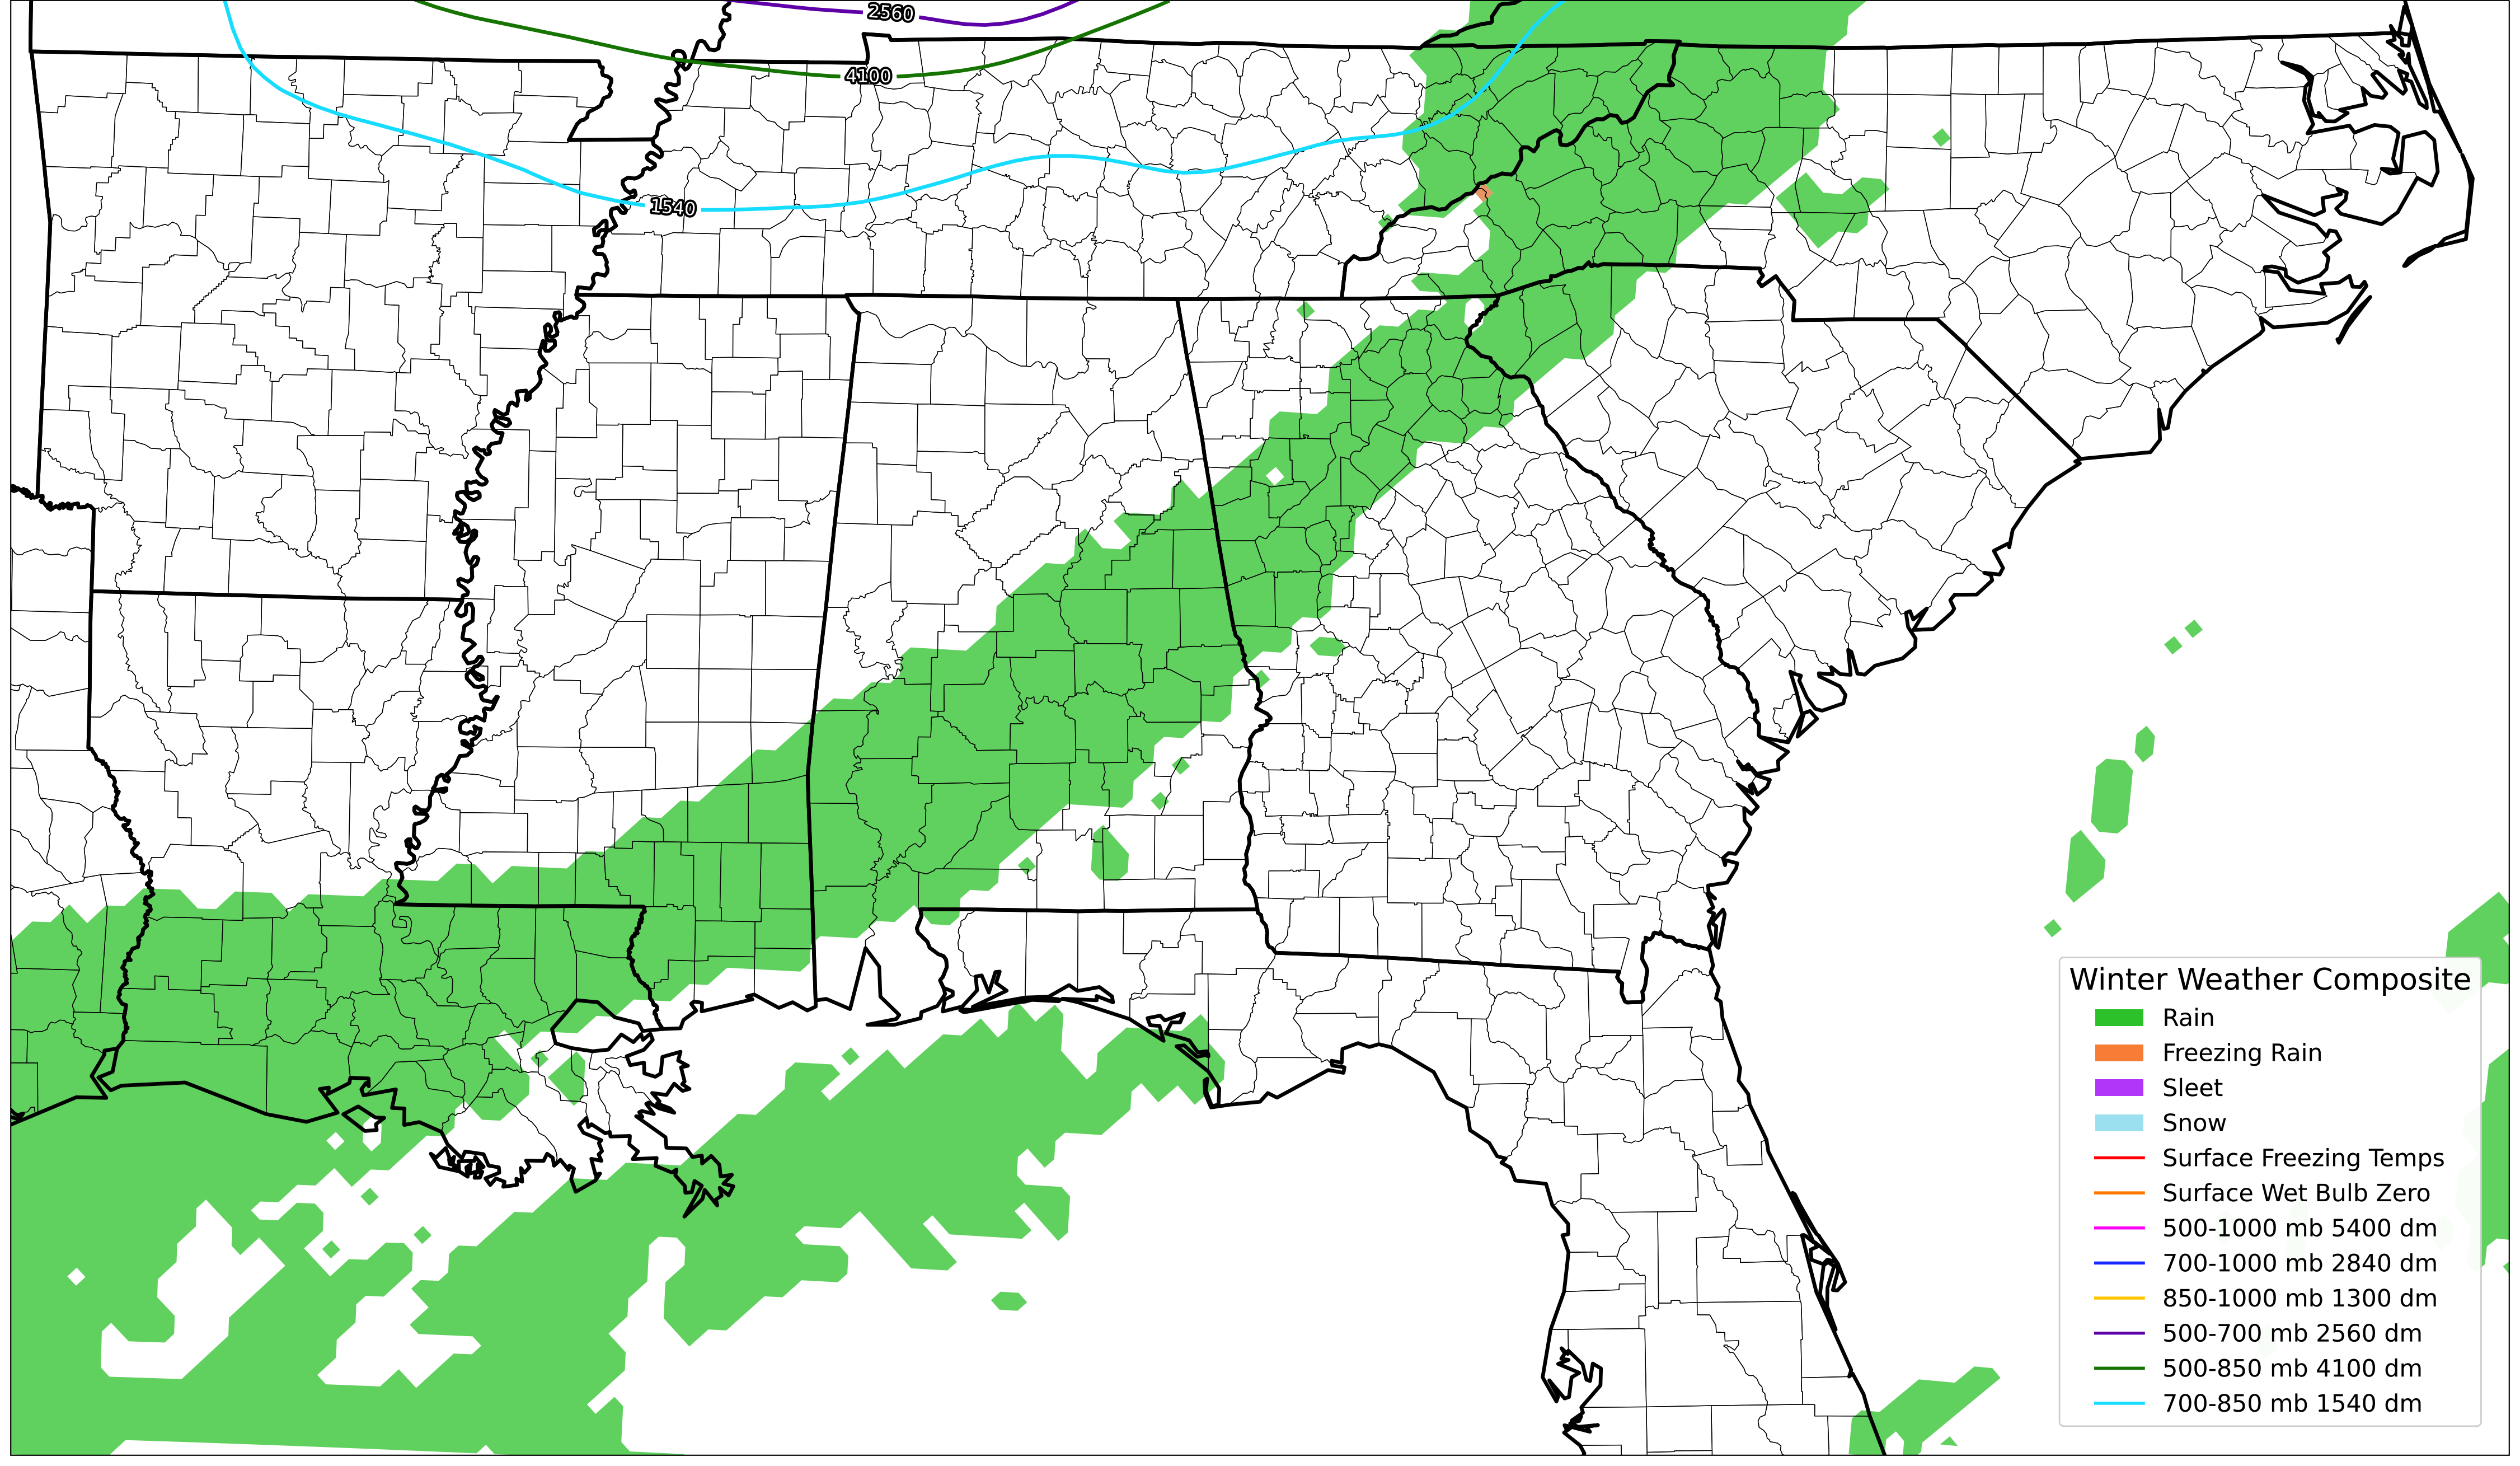 2560
4100
1540
Winter Weather Composite
Rain
Freezing Rain
Sleet
Snow
Surface Freezing Temps
Surface Wet Bulb Zero
500-1000 mb 5400 dm
700-1000 mb 2840 dm
850-1000 mb 1300 dm
500-700 mb 2560 dm
500-850 mb 4100 dm
700-850 mb 1540 dm